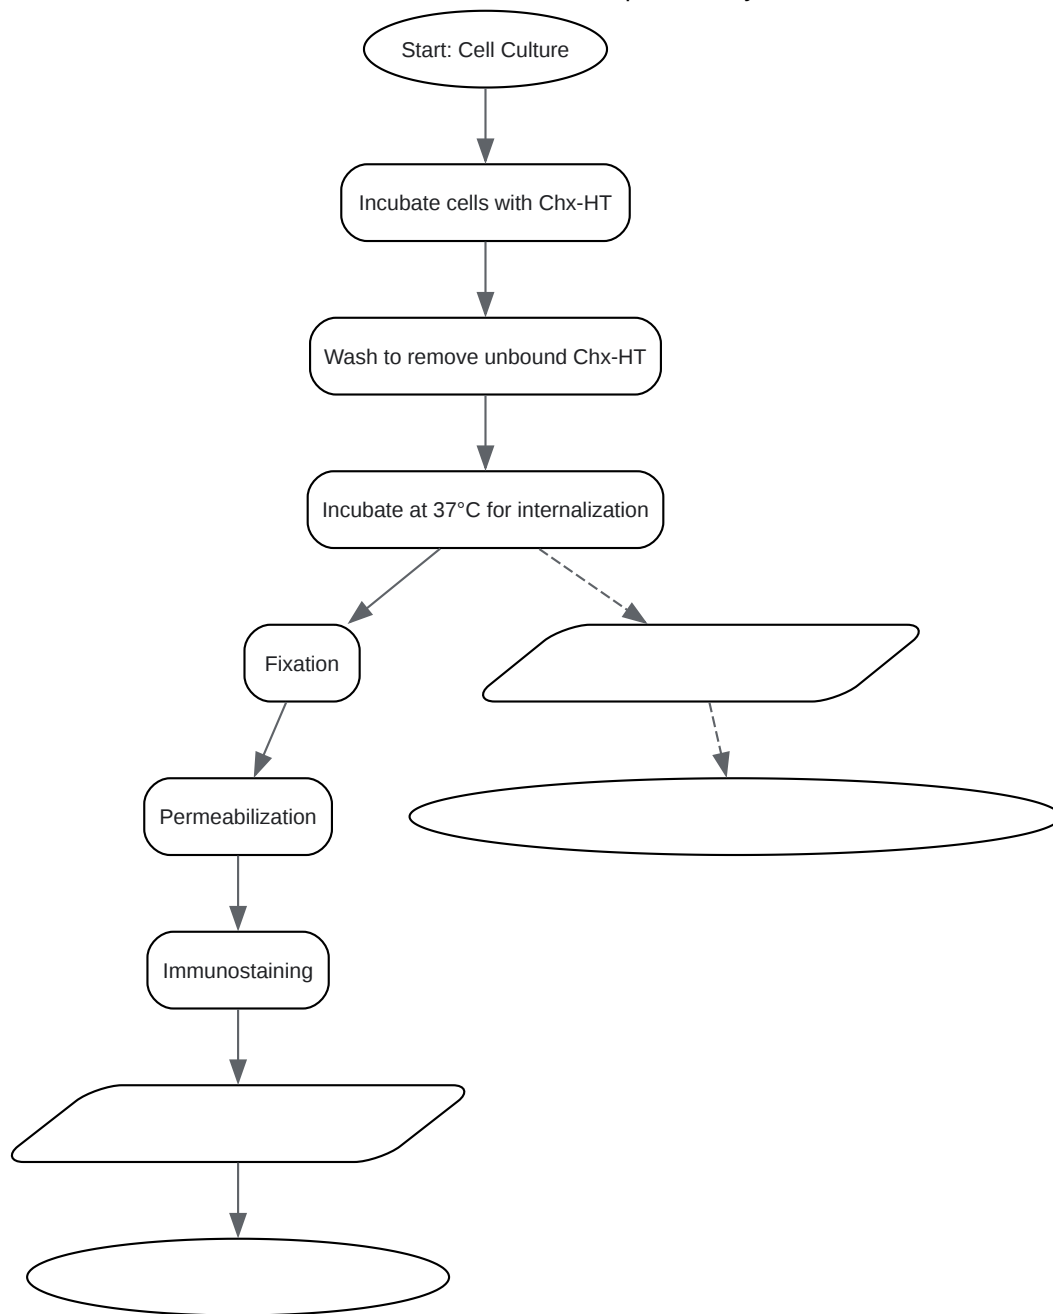 Start: Cell Culture
Incubate cells with Chx-HT
Wash to remove unbound Chx-HT
Incubate at 37°C for internalization
Fixation
Permeabilization
Immunostaining